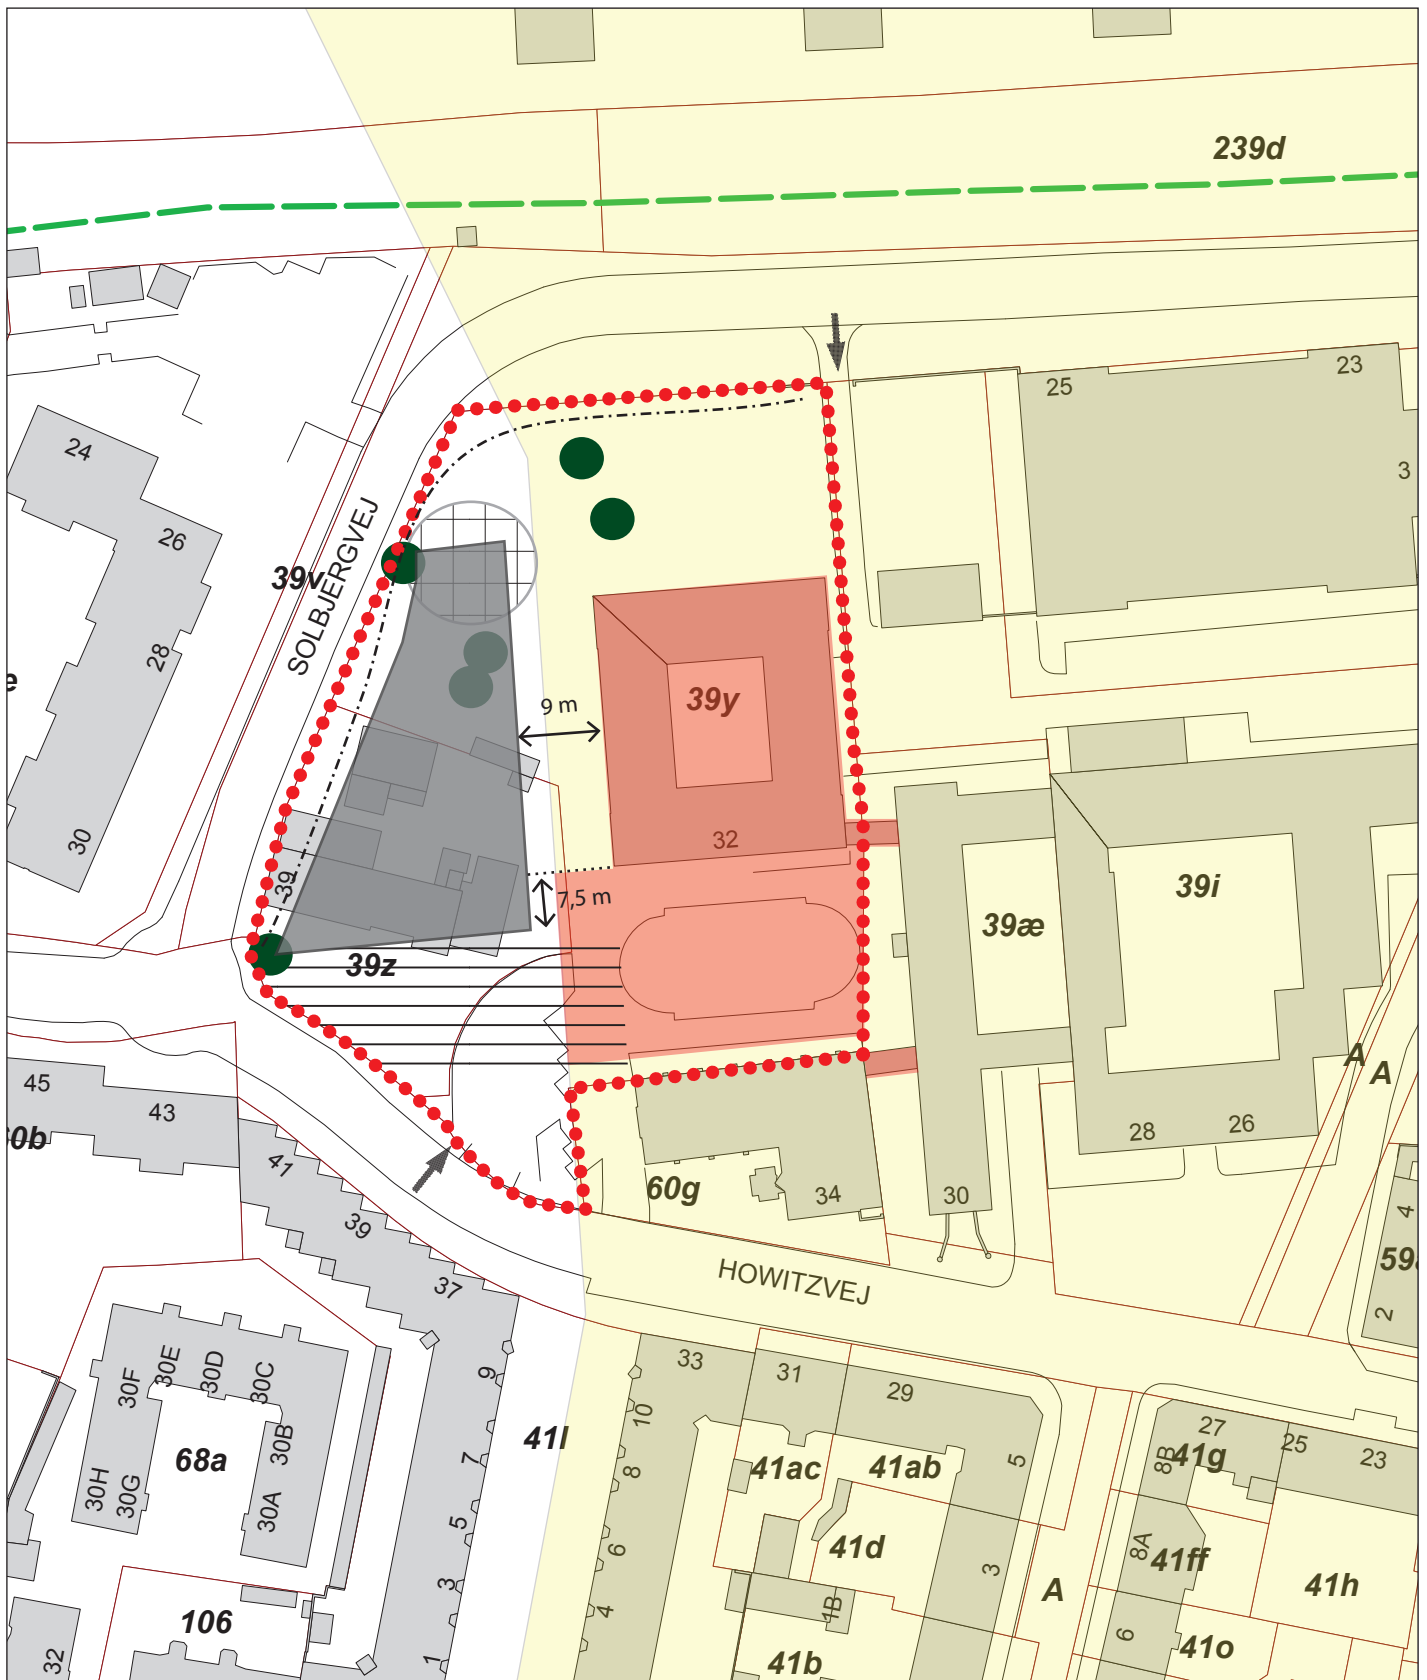 239d
25
23
3
24
26
39v
SOLBJERGVEJ
28
e
30
9 m
39y
32
39
7,5 m
39z
39æ
39i
A
A
45
43
0b
41
39
37
28
26
30
34
60g
HOWITZVEJ
4
59
2
30F
30E
30D
30C
30B
30A
30H
30G
68a
106
32
9
7
5
3
1
41l
33
31
29
10
8
6
4
5
3
41ac
41ab
41d
1B
41b
A
27
25
23
8B
41g
8A
41ff
41h
6
41o